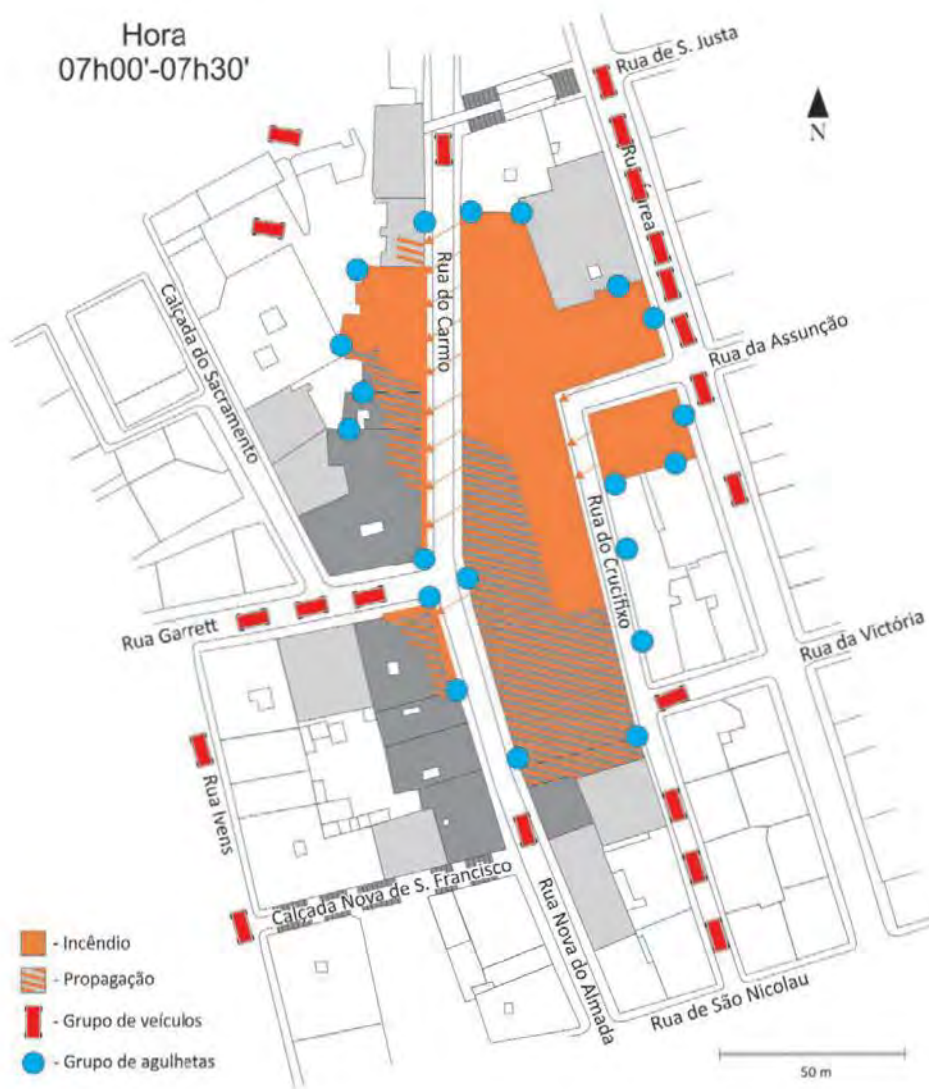 Hora
07h00'-07h30'
Rua de S. Justa
N
Rua do Carmo
Calçada do Sacramento
Rua da Assunção
Rua do Crucifixo
Rua Garrett
Rua da Victória
Rua Ivens
Calçada Nova de S. Francisco
Rua Nova do Almada
Rua de São Nicolau
- Incêndio
- Propagação
- Grupo de veículos
- Grupo de agulhetas
50 m